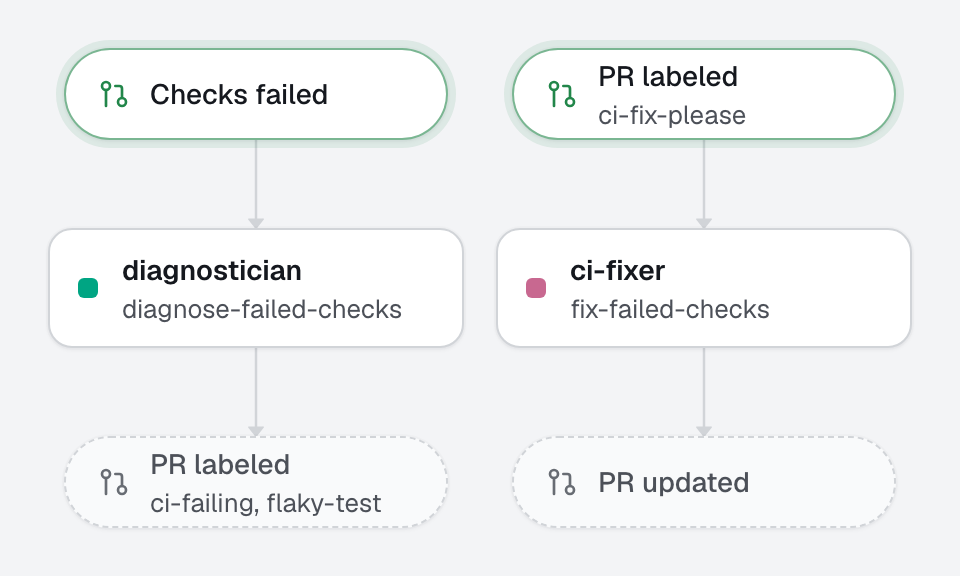 Checks failed
diagnostician
diagnose-failed-checks
PR labeled
ci-failing, flaky-test
PR labeled
ci-fix-please
ci-fixer
fix-failed-checks
PR updated